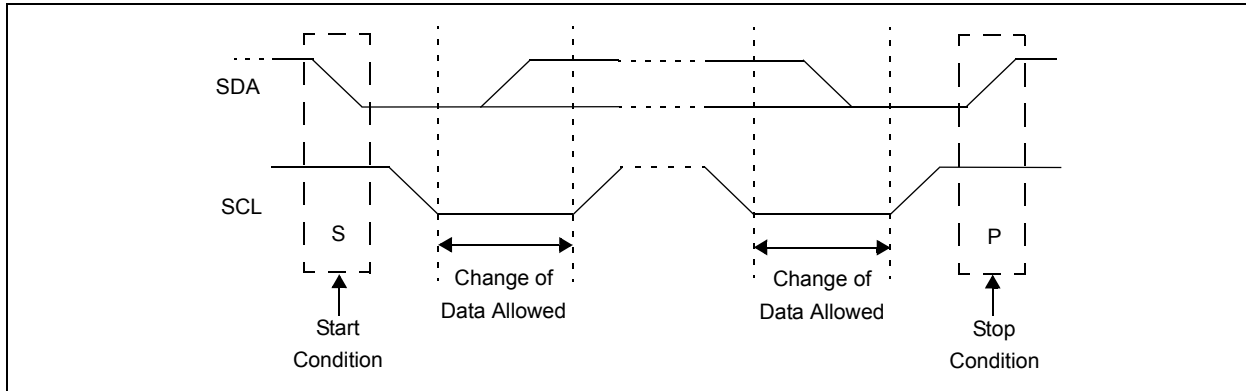 SDA
SCL
S
P
Change of
Data Allowed
Change of
Data Allowed
Start
Condition
Stop
Condition